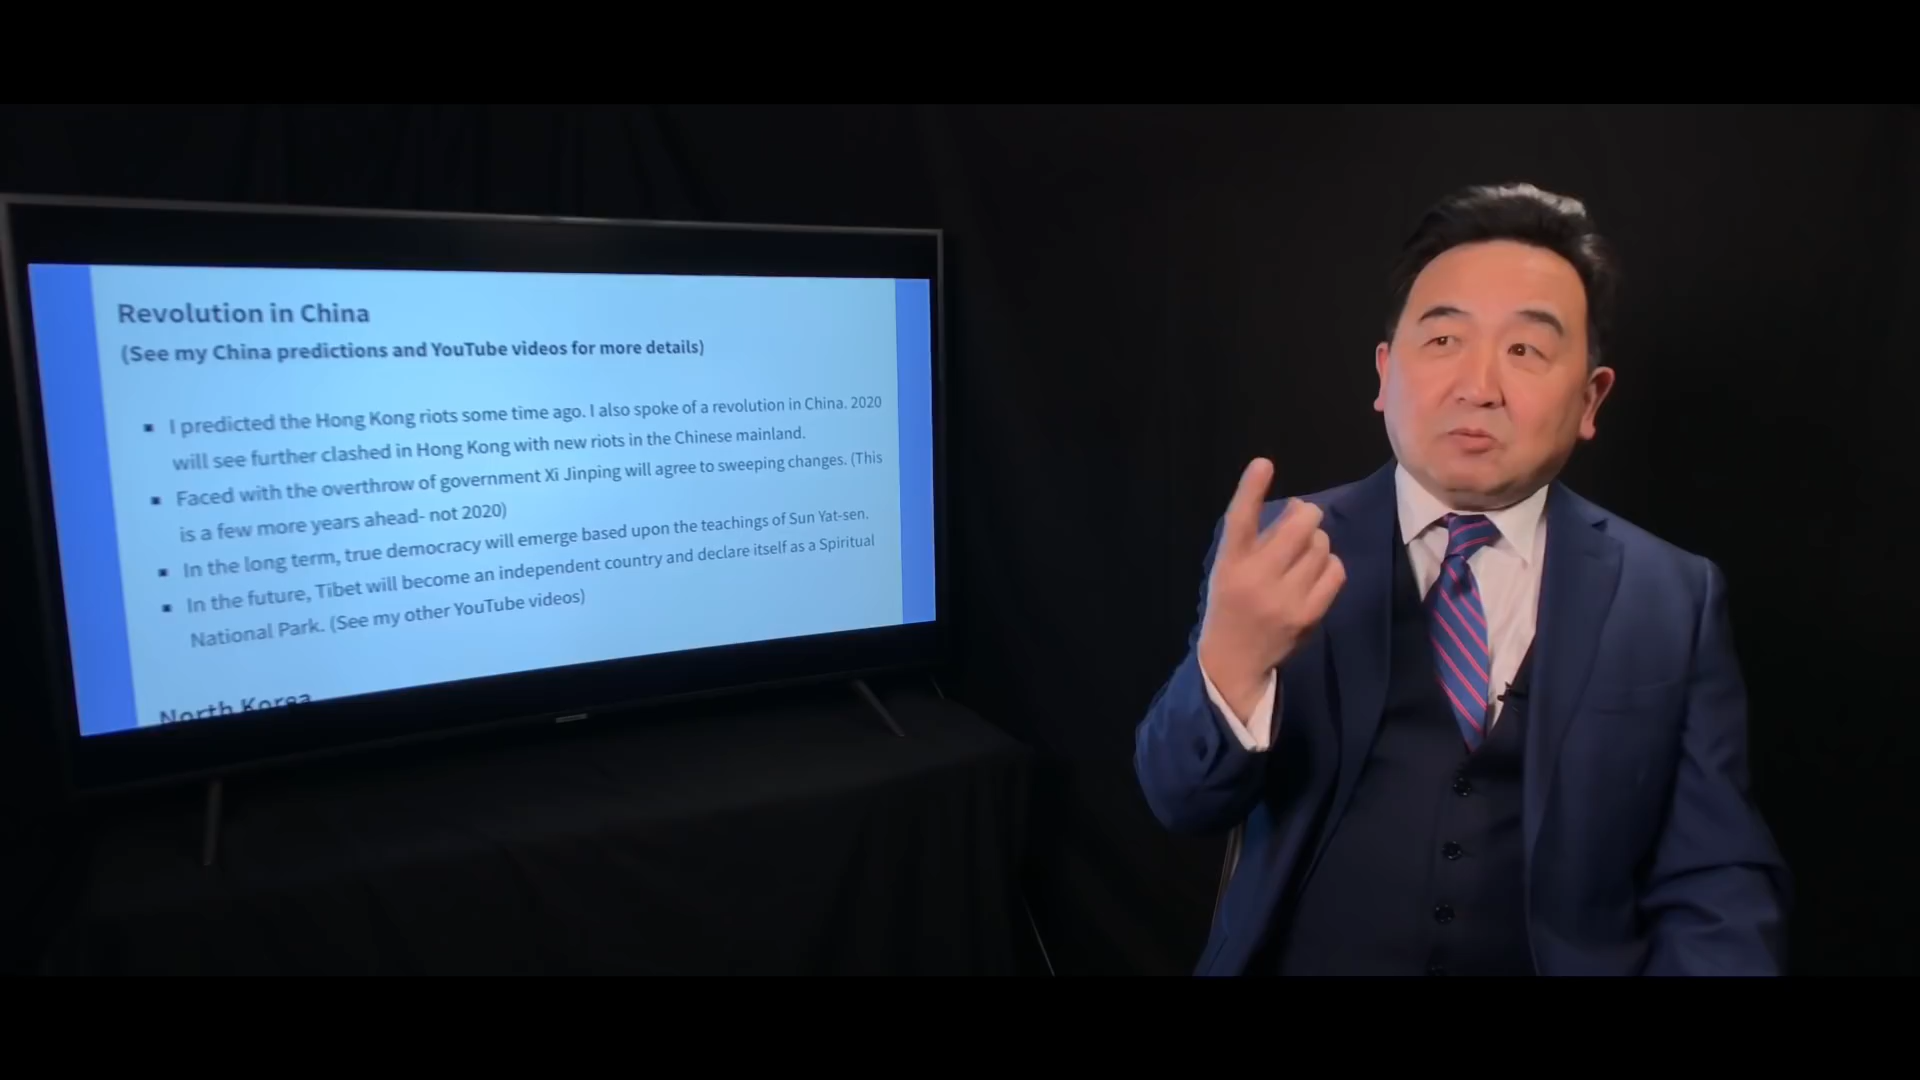 Revolution in China
(See my China predictions and YouTube videos for more details)
▪ I predicted the Hong Kong riots some time ago. I also spoke of a revolution in China. 2020
will see further clashed in Hong Kong with new riots in the Chinese mainland.
▪ Faced with the overthrow of government Xi Jinping will agree to sweeping changes. (This
is a few more years ahead- not 2020)
▪ In the long term, true democracy will emerge based upon the teachings of Sun Yat-sen.
▪ In the future, Tibet will become an independent country and declare itself as a Spiritual
National Park. (See my other YouTube videos)
North Korea